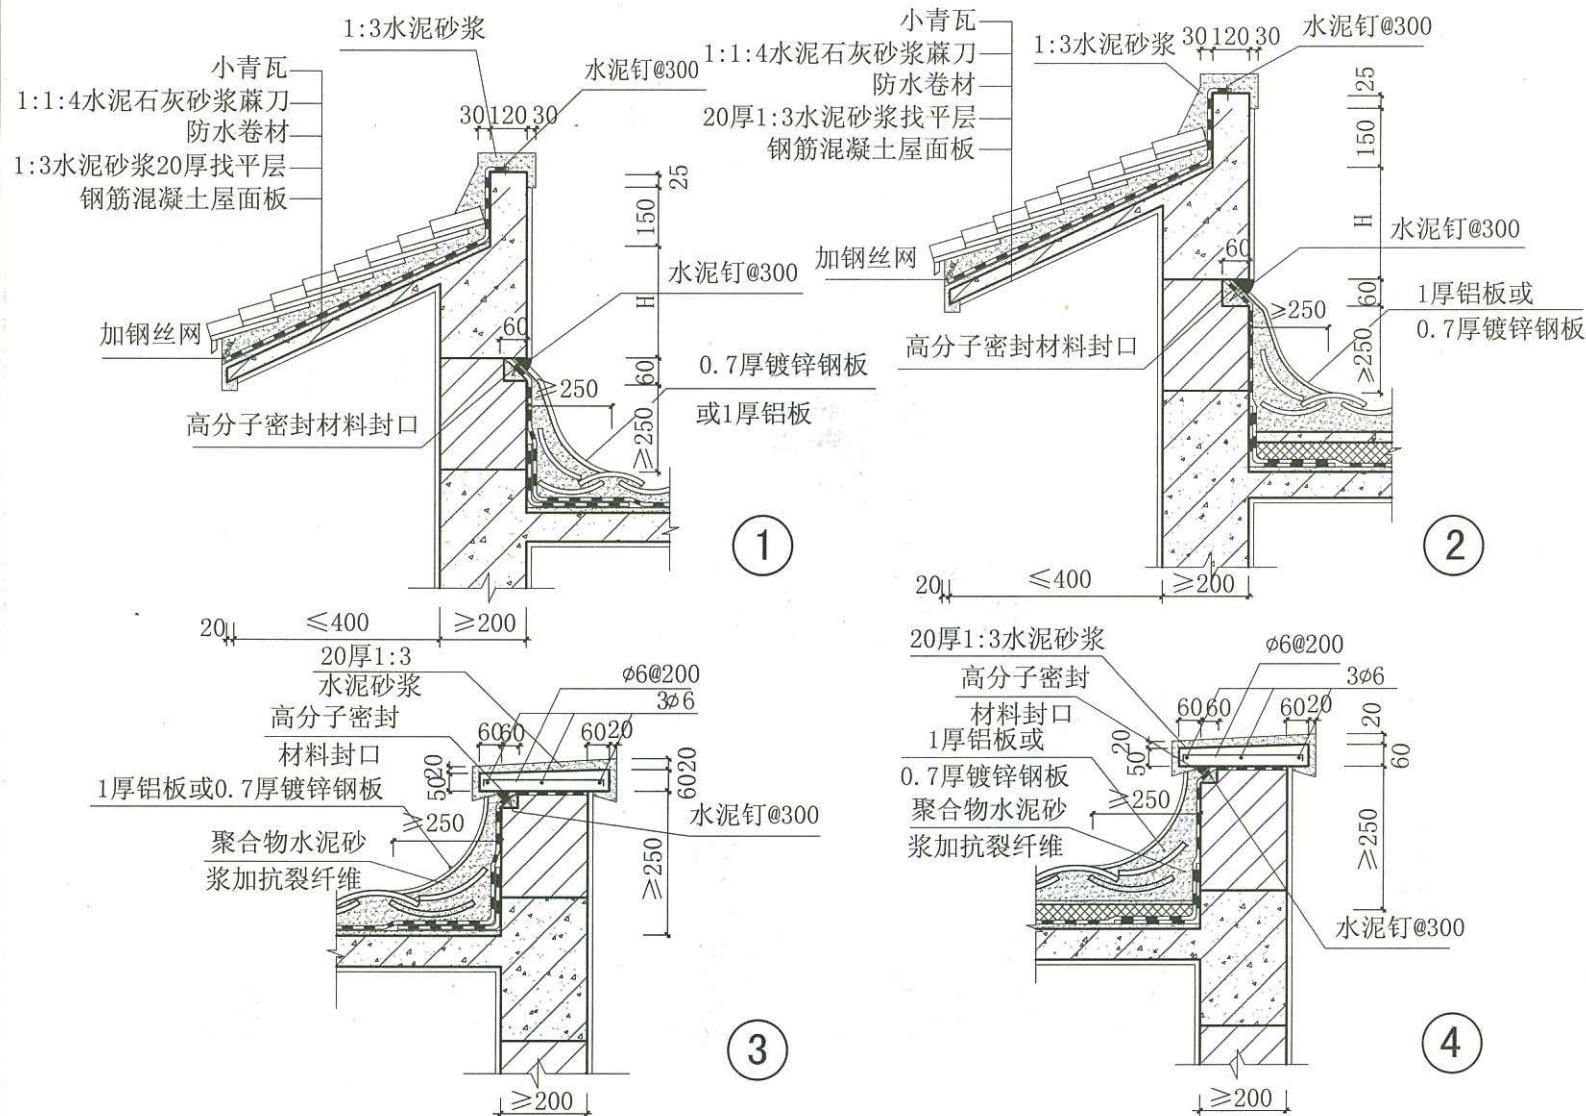 1:3水泥砂浆
小青瓦
1:1:4水泥石灰砂浆蔴刀
防水卷材
1:3水泥砂浆20厚找平层
钢筋混凝土屋面板
水泥钉@300
30 120 30
25
150
H
水泥钉@300
60
加钢丝网
60
0.7厚镀锌钢板
或1厚铝板
≥250
高分子密封材料封口
≥250
1
20
≤400
≥200
小青瓦
1:1:4水泥石灰砂浆蔴刀
防水卷材
20厚1:3水泥砂浆找平层
钢筋混凝土屋面板
1:3水泥砂浆
30 120 30
水泥钉@300
25
150
H
水泥钉@300
加钢丝网
60
60
1厚铝板或
0.7厚镀锌钢板
≥250
高分子密封材料封口
≥250
2
20
≤400
≥200
20厚1:3
水泥砂浆
ø6@200
3ø6
高分子密封
材料封口
60 60
60 20
20
50
20
60
1厚铝板或0.7厚镀锌钢板
≥250
水泥钉@300
聚合物水泥砂
浆加抗裂纤维
≥250
3
≥200
20厚1:3水泥砂浆
ø6@200
高分子密封
材料封口
3ø6
60 60
60 20
20
50
20
60
1厚铝板或
0.7厚镀锌钢板
≥250
聚合物水泥砂
浆加抗裂纤维
≥250
水泥钉@300
4
≥200